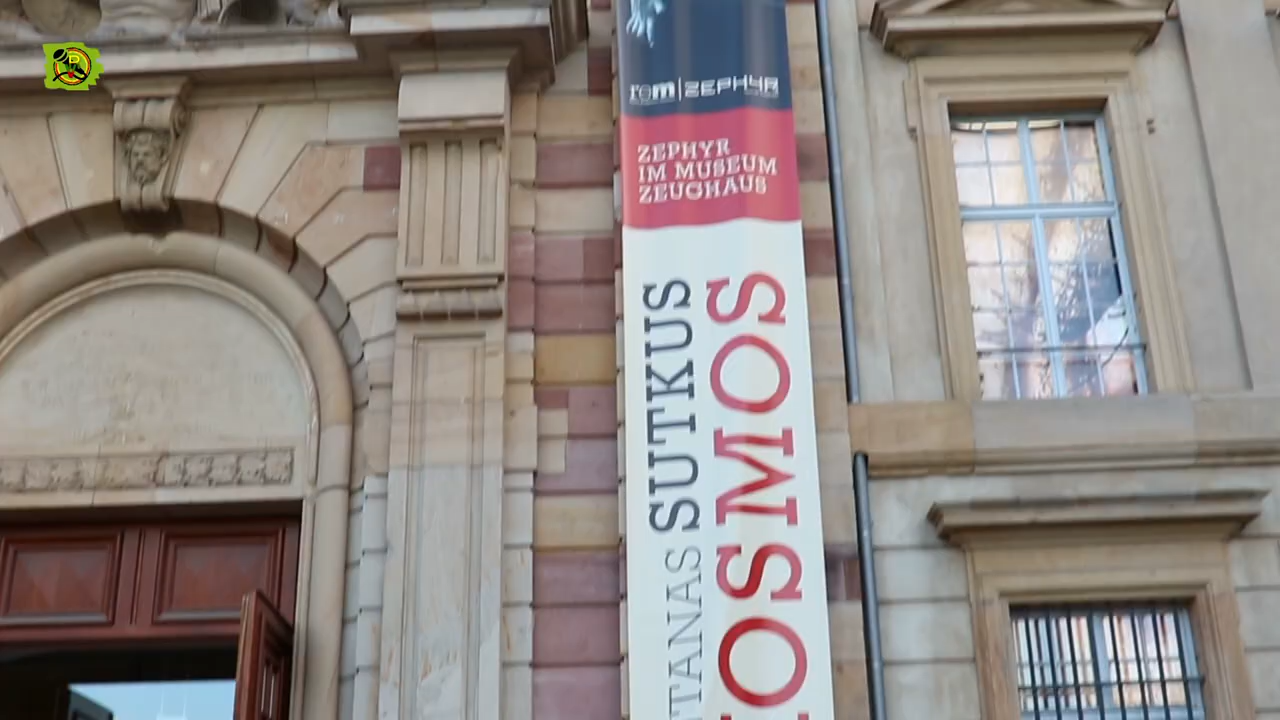 rem|ZEPHYR
ZEPHYR
IM MUSEUM
ZEUGHAUS
TANAS SUTKUS
OSMOS